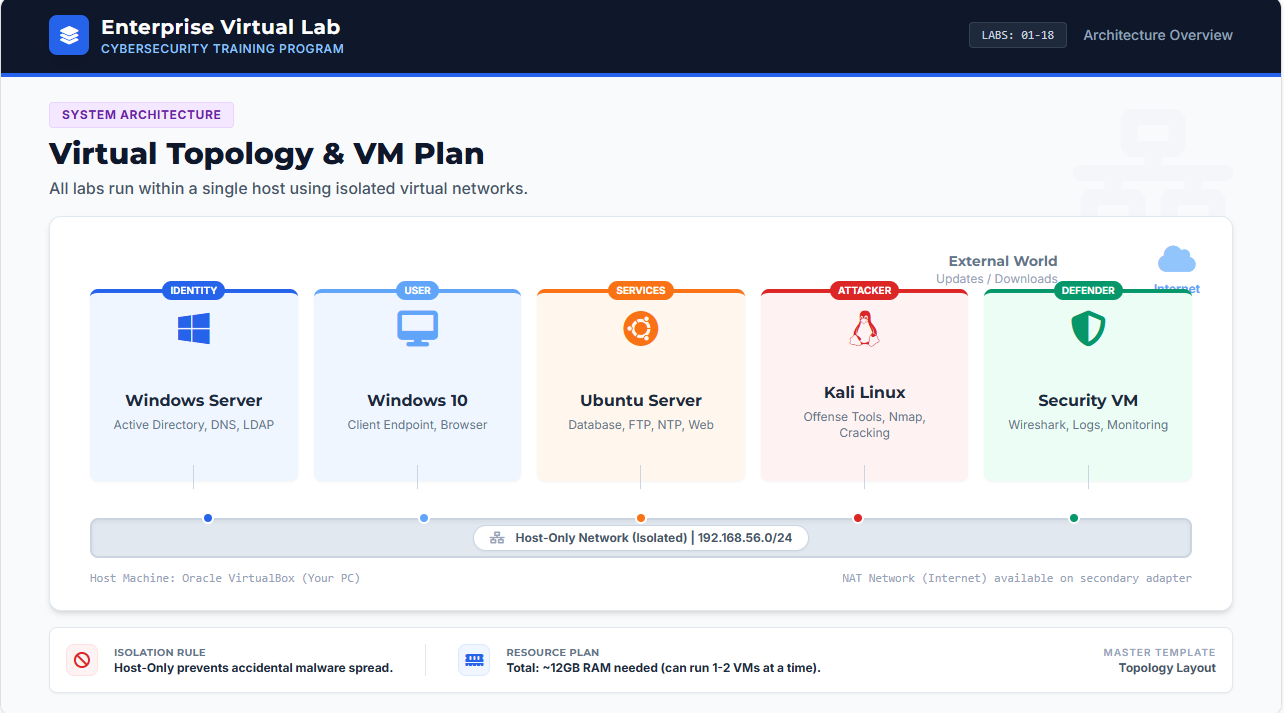 Enterprise Virtual Lab
CYBERSECURITY TRAINING PROGRAM
LABS: 01-18
Architecture Overview
SYSTEM ARCHITECTURE
Virtual Topology & VM Plan
All labs run within a single host using isolated virtual networks.
External World
Updates / Downloads
Internet
IDENTITY
Windows Server
Active Directory, DNS, LDAP
USER
Windows 10
Client Endpoint, Browser
SERVICES
Ubuntu Server
Database, FTP, NTP, Web
ATTACKER
Kali Linux
Offense Tools, Nmap,
Cracking
DEFENDER
Security VM
Wireshark, Logs, Monitoring
Host-Only Network (Isolated) | 192.168.56.0/24
Host Machine: Oracle VirtualBox (Your PC)
NAT Network (Internet) available on secondary adapter
ISOLATION RULE
Host-Only prevents accidental malware spread.
RESOURCE PLAN
Total: ~12GB RAM needed (can run 1-2 VMs at a time).
MASTER TEMPLATE
Topology Layout